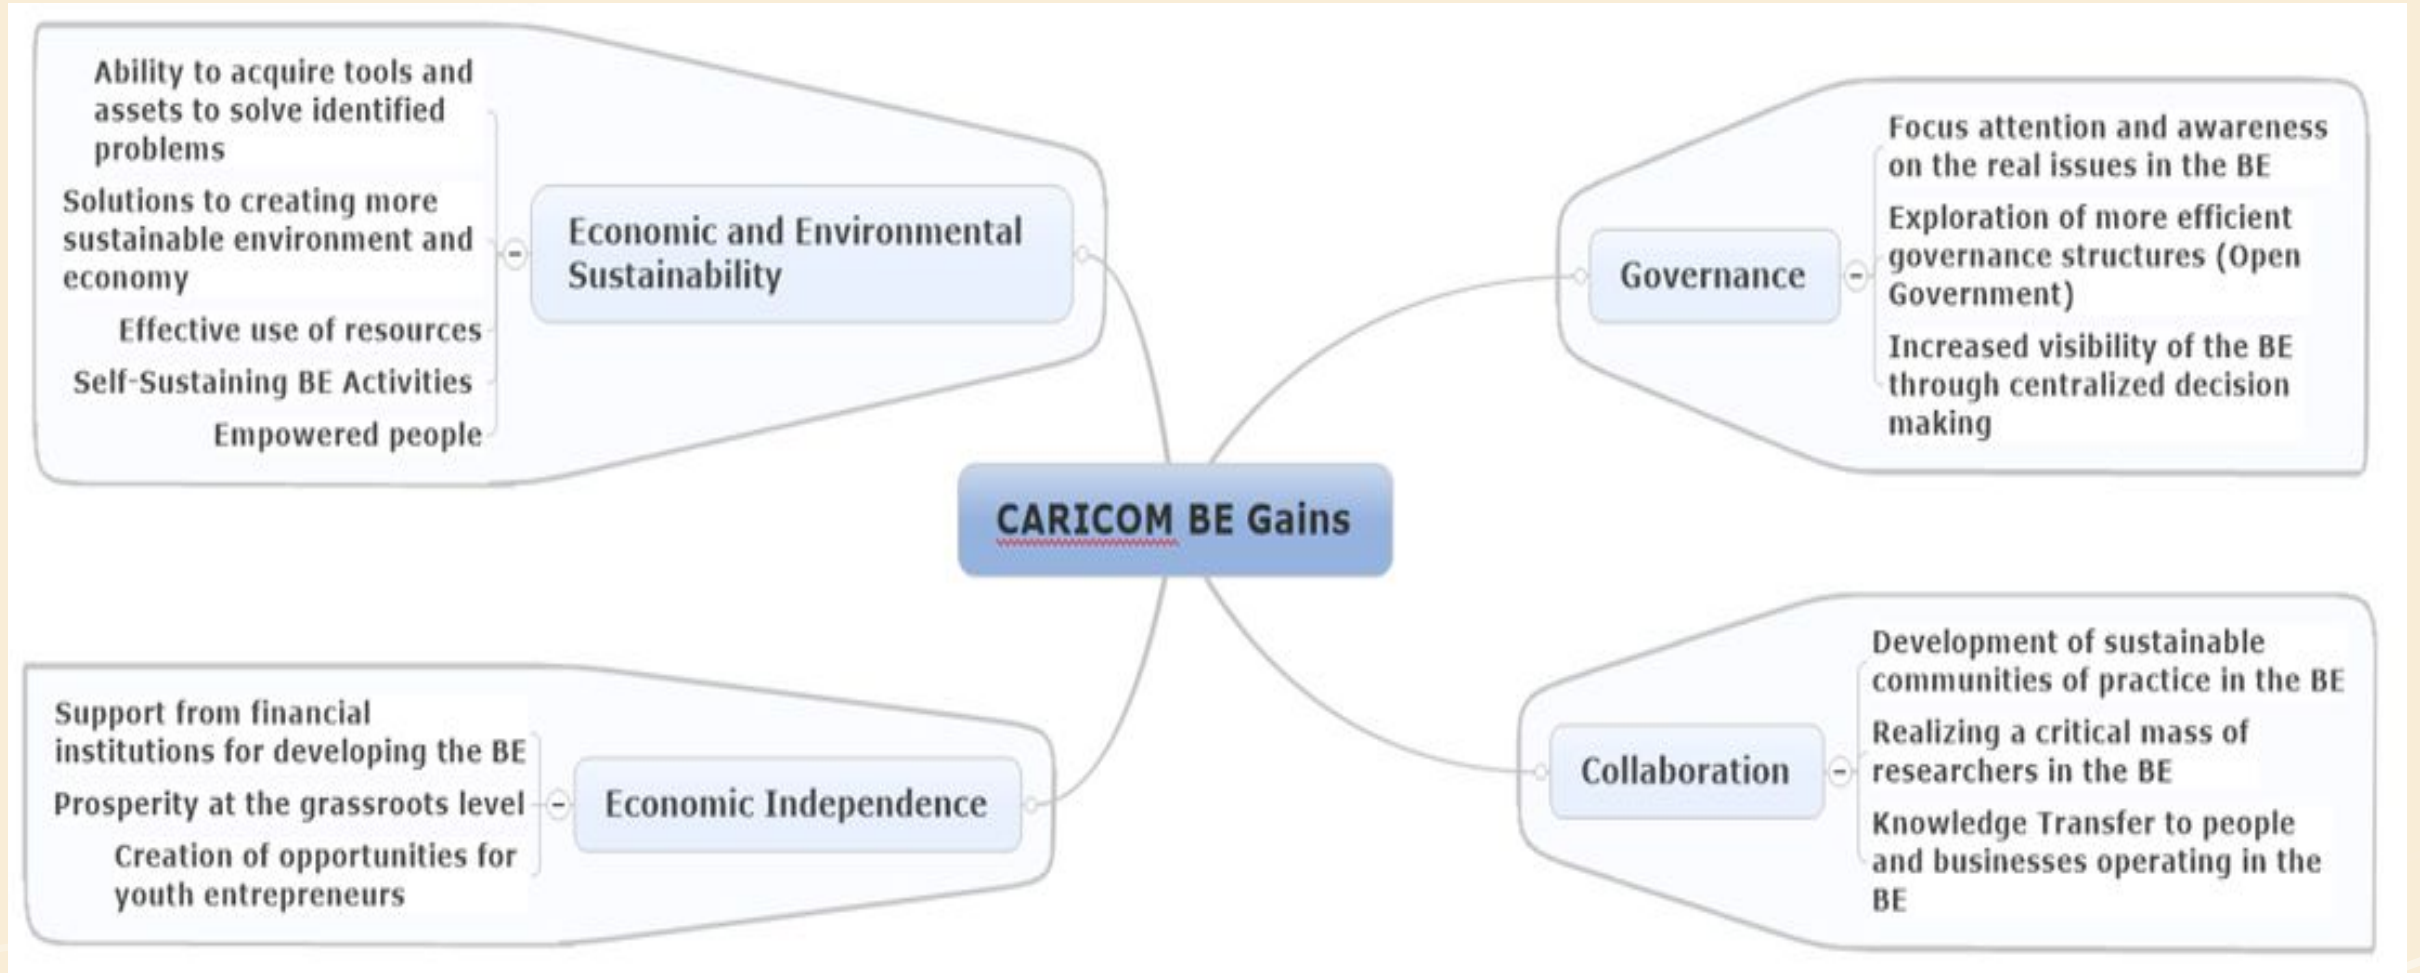 Ability to acquire tools and
assets to solve identified
problems
Solutions to creating more
sustainable environment and
economy
Effective use of resources
Self-Sustaining BE Activities
Empowered people
Economic and Environmental
Sustainability
Governance
Focus attention and awareness
on the real issues in the BE
Exploration of more efficient
governance structures (Open
Government)
Increased visibility of the BE
through centralized decision
making
CARICOM BE Gains
Support from financial
institutions for developing the BE
Prosperity at the grassroots level
Creation of opportunities for
youth entrepreneurs
Economic Independence
Collaboration
Development of sustainable
communities of practice in the BE
Realizing a critical mass of
researchers in the BE
Knowledge Transfer to people
and businesses operating in the
BE